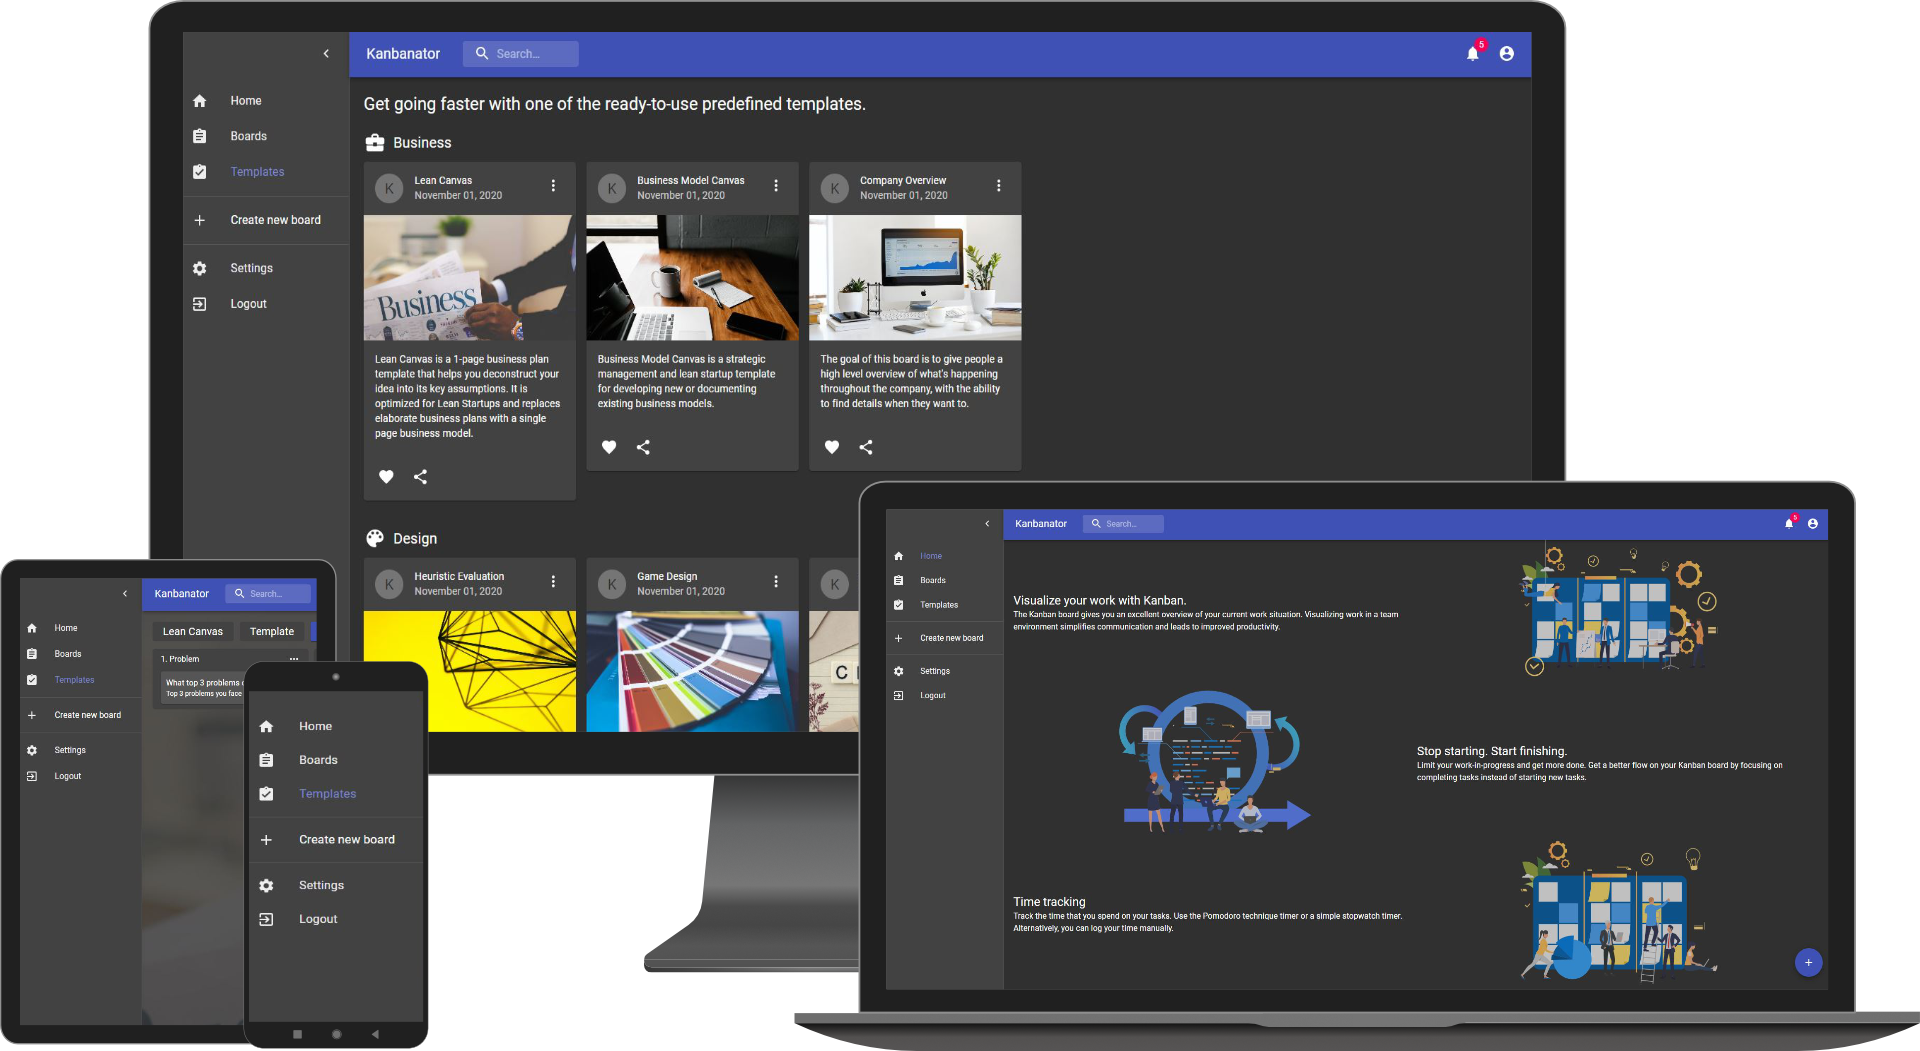 Kanbanator
Search...
5
Home
Boards
Templates
Create new board
Settings
Logout
Get going faster with one of the ready-to-use predefined templates.
Business
K
Lean Canvas
November 01, 2020
Business
Lean Canvas is a 1-page business plan
template that helps you deconstruct your
idea into its key assumptions. It is
optimized for Lean Startups and replaces
elaborate business plans with a single
page business model.
K
Business Model Canvas
November 01, 2020
Business Model Canvas is a strategic
management and lean startup template
for developing new or documenting
existing business models.
K
Company Overview
November 01, 2020
The goal of this board is to give people a
high level overview of what's happening
throughout the company, with the ability
to find details when they want to.
Design
K
Heuristic Evaluation
November 01, 2020
K
Game Design
November 01, 2020
K
C
Kanbanator
Search...
Home
Boards
Templates
Create new board
Settings
Logout
Lean Canvas
Template
1. Problem
What top 3 problems
Top 3 problems you face
Home
Boards
Templates
Create new board
Settings
Logout
Kanbanator
Search...
5
Home
Boards
Templates
Create new board
Settings
Logout
Visualize your work with Kanban.
The Kanban board gives you an excellent overview of your current work situation. Visualizing work in a team
environment simplifies communication and leads to improved productivity.
Stop starting. Start finishing.
Limit your work-in-progress and get more done. Get a better flow on your Kanban board by focusing on
completing tasks instead of starting new tasks.
Time tracking
Track the time that you spend on your tasks. Use the Pomodoro technique timer or a simple stopwatch timer.
Alternatively, you can log your time manually.